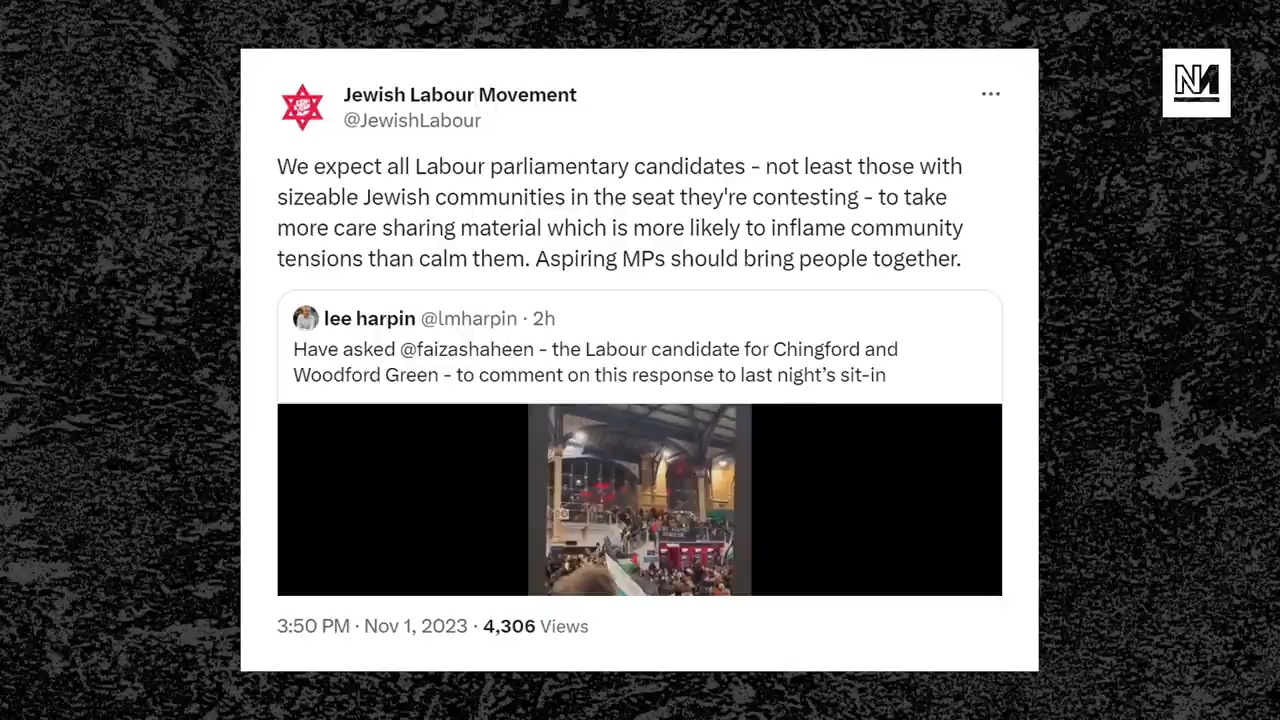 Jewish Labour Movement
@JewishLabour
We expect all Labour parliamentary candidates - not least those with
sizeable Jewish communities in the seat they're contesting - to take
more care sharing material which is more likely to inflame community
tensions than calm them. Aspiring MPs should bring people together.
lee harpin @lmharpin · 2h
Have asked @faizashaheen - the Labour candidate for Chingford and
Woodford Green - to comment on this response to last night’s sit-in
3:50 PM · Nov 1, 2023 · 4,306 Views
NM